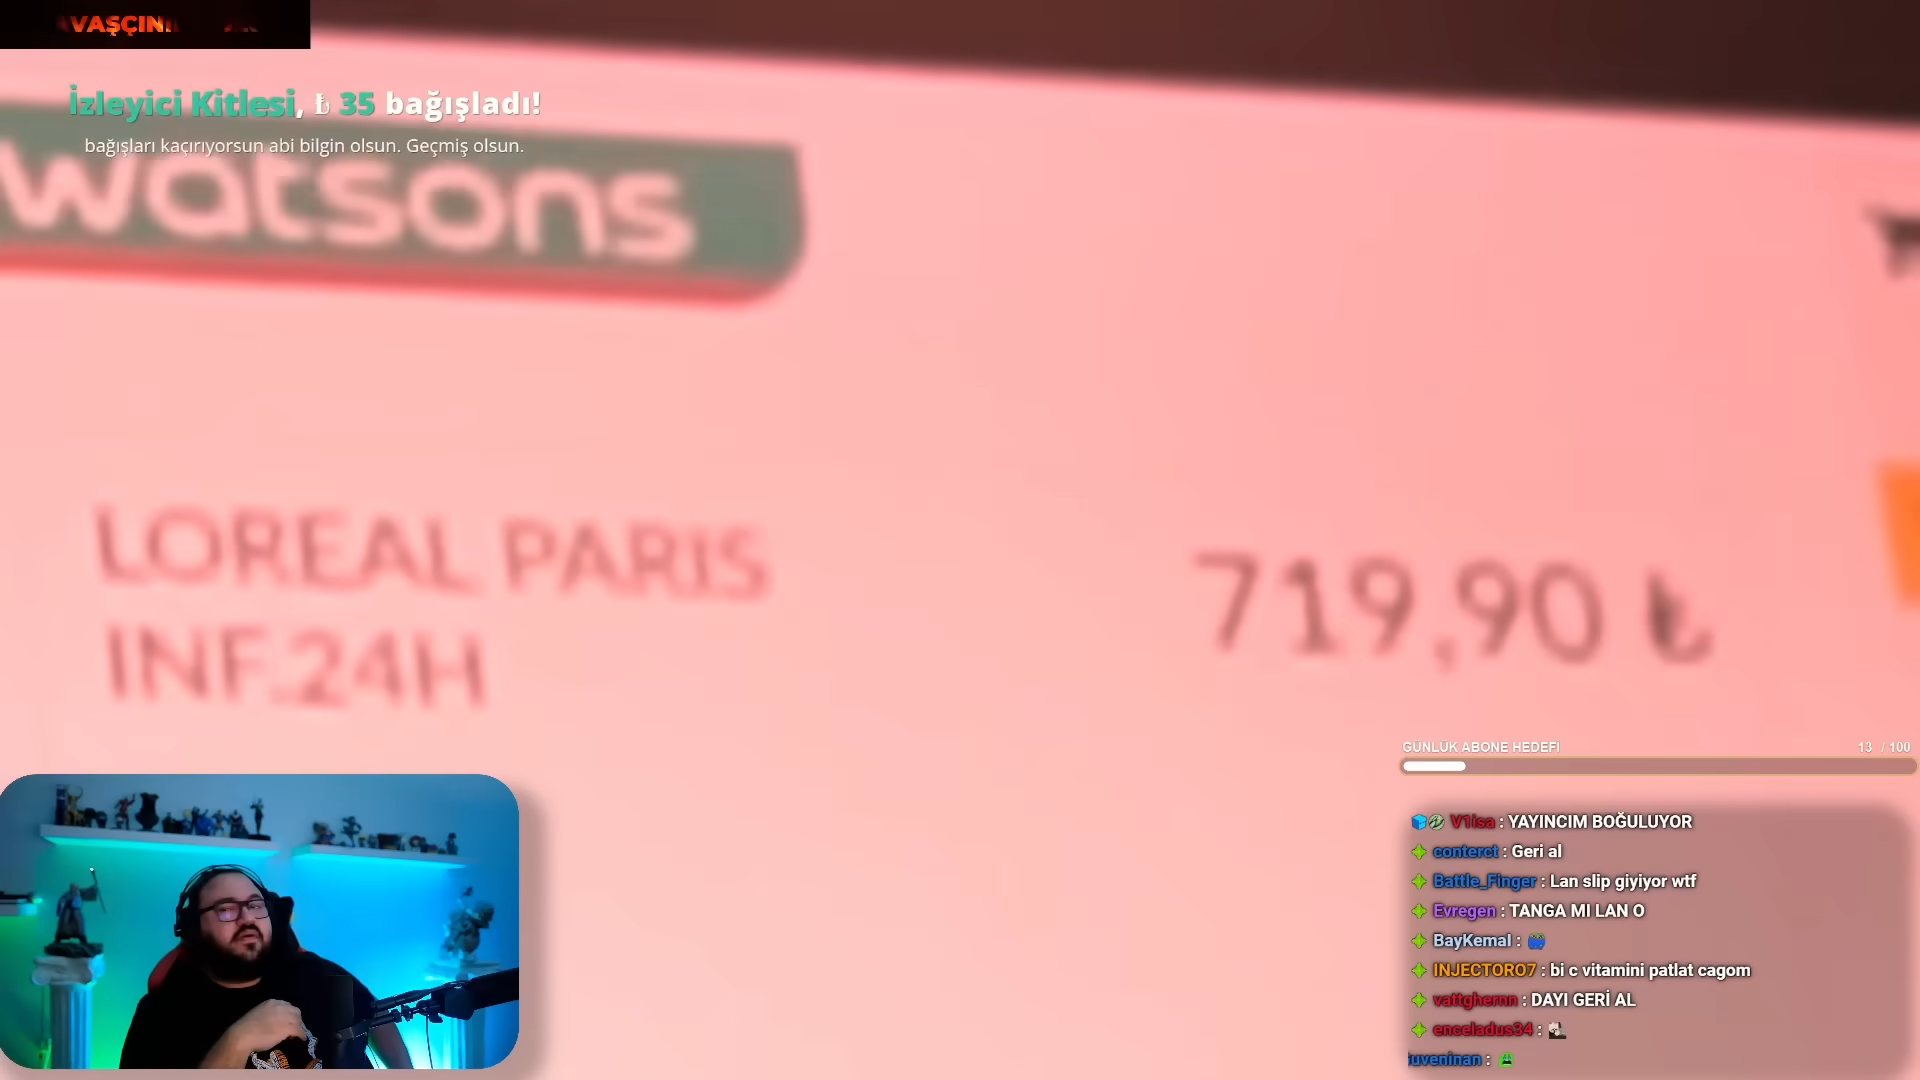 VAŞÇIN
İzleyici Kitlesi, ₺ 35 bağışladı!
bağışları kaçırıyorsun abi bilgin olsun. Geçmiş olsun.
watsons
LOREAL PARIS
INF.24H
719,90 ₺
GÜNLÜK ABONE HEDEFİ 13 / 100
V1isa : YAYINCIM BOĞULUYOR
conterct : Geri al
Battle_Finger : Lan slip giyiyor wtf
Evregen : TANGA MI LAN O
BayKemal :
INJECTORO7 : bi c vitamini patlat cagom
vattghernn : DAYI GERİ AL
enceladus34 :
uveninan :